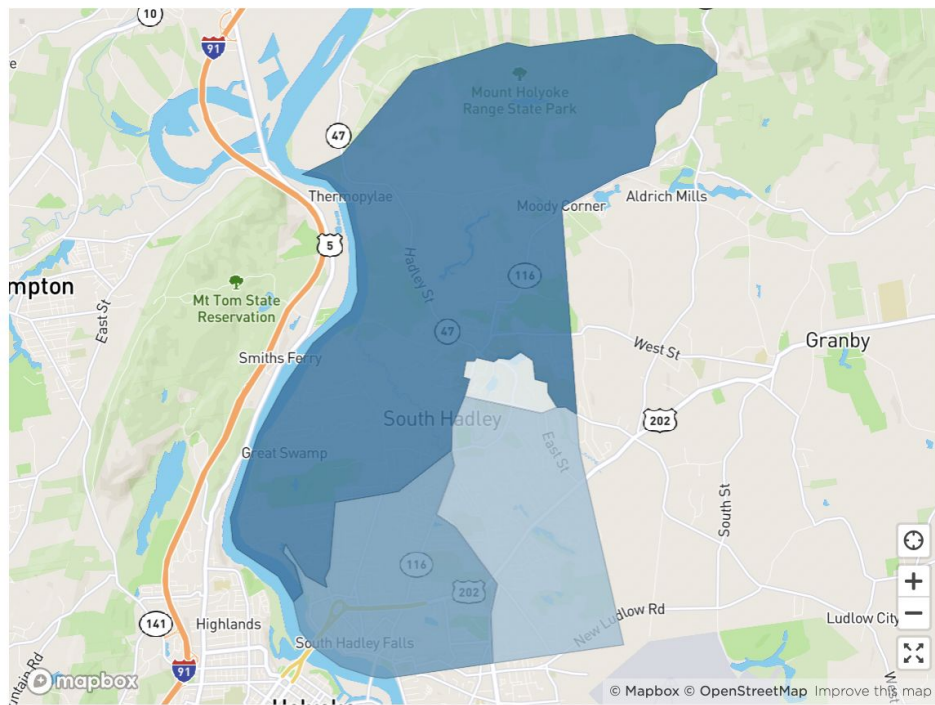 10
91
e
Mount Holyoke
Range State Park
47
Thermopylae
Moody Corner
Aldrich Mills
5
Hadley St
116
mpton
East St
Mt Tom State
Reservation
47
Smiths Ferry
West St
Granby
202
South Hadley
East St
Great Swamp
South St
116
202
141
Highlands
New Ludlow Rd
Ludlow City
South Hadley Falls
91
West
ntain Rd
mapbox
© Mapbox © OpenStreetMap Improve this map